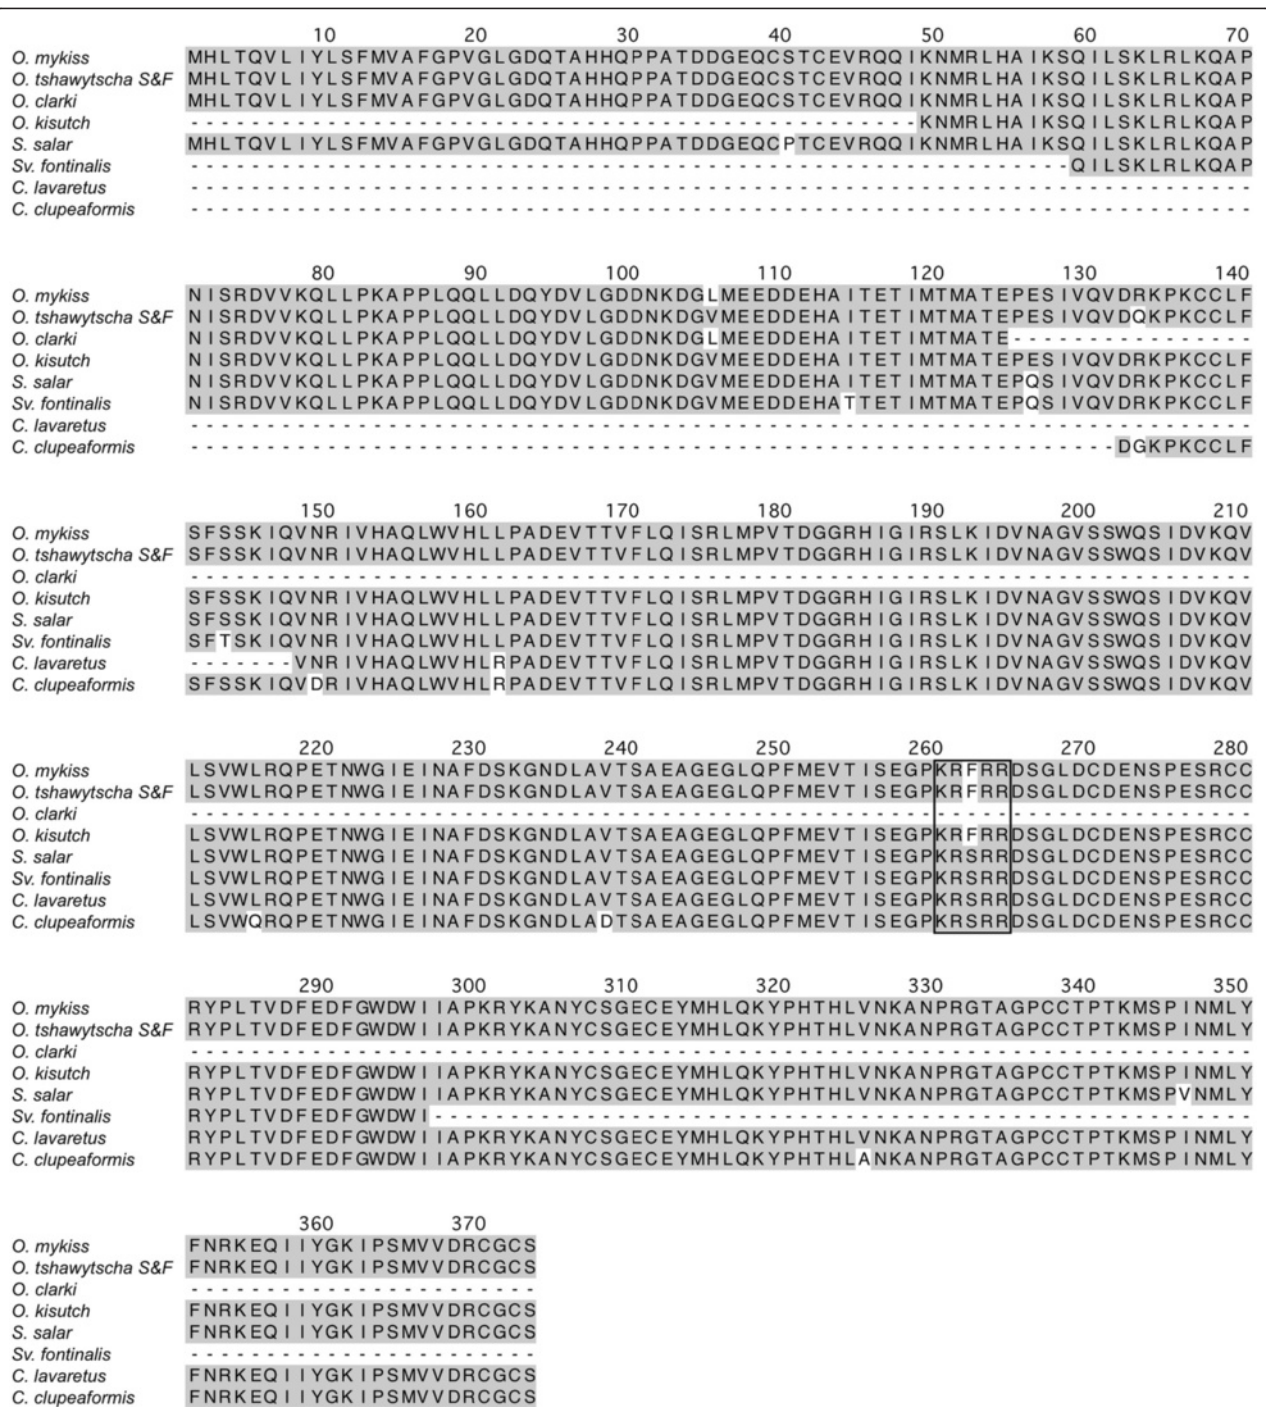 10 20 30 40 50 60 70
O. mykiss MHLTQVLIYLSFMVAFGPVGLGDQTAHHQPPATDDGEQCSTCEVRQQIKNMRLHAIKSQILSKLRLKQAP
O. tshawytscha S&F MHLTQVLIYLSFMVAFGPVGLGDQTAHHQPPATDDGEQCSTCEVRQQIKNMRLHAIKSQILSKLRLKQAP
O. clarki MHLTQVLIYLSFMVAFGPVGLGDQTAHHQPPATDDGEQCSTCEVRQQIKNMRLHAIKSQILSKLRLKQAP
O. kisutch ------------------------------------------------KNMRLHAIKSQILSKLRLKQAP
S. salar MHLTQVLIYLSFMVAFGPVGLGDQTAHHQPPATDDGEQCPTCEVRQQIKNMRLHAIKSQILSKLRLKQAP
Sv. fontinalis ----------------------------------------------------------QILSKLRLKQAP
C. lavaretus ----------------------------------------------------------------------
C. clupeaformis ----------------------------------------------------------------------
80 90 100 110 120 130 140
O. mykiss NISRDVVKQLLPKAPPLQQLLDQYDVLGDDNKDGLMEEDDEHAITETIMTMATEPESIVQVDRKPKCCLF
O. tshawytscha S&F NISRDVVKQLLPKAPPLQQLLDQYDVLGDDNKDGVMEEDDEHAITETIMTMATEPESIVQVDQKPKCCLF
O. clarki NISRDVVKQLLPKAPPLQQLLDQYDVLGDDNKDGLMEEDDEHAITETIMTMATE----------------
O. kisutch NISRDVVKQLLPKAPPLQQLLDQYDVLGDDNKDGVMEEDDEHAITETIMTMATEPESIVQVDRKPKCCLF
S. salar NISRDVVKQLLPKAPPLQQLLDQYDVLGDDNKDGVMEEDDEHAITETIMTMATEPQSIVQVDRKPKCCLF
Sv. fontinalis NISRDVVKQLLPKAPPLQQLLDQYDVLGDDNKDGVMEEDDEHATTETIMTMATEPQSIVQVDRKPKCCLF
C. lavaretus ----------------------------------------------------------------------
C. clupeaformis -------------------------------------------------------------DGKPKCCLF
150 160 170 180 190 200 210
O. mykiss SFSSKIQVNRIVHAQLWVHLLPADEVTTVFLQISRLMPVTDGGRHIGIRSLKIDVNAGVSSWQSIDVKQV
O. tshawytscha S&F SFSSKIQVNRIVHAQLWVHLLPADEVTTVFLQISRLMPVTDGGRHIGIRSLKIDVNAGVSSWQSIDVKQV
O. clarki ----------------------------------------------------------------------
O. kisutch SFSSKIQVNRIVHAQLWVHLLPADEVTTVFLQISRLMPVTDGGRHIGIRSLKIDVNAGVSSWQSIDVKQV
S. salar SFSSKIQVNRIVHAQLWVHLLPADEVTTVFLQISRLMPVTDGGRHIGIRSLKIDVNAGVSSWQSIDVKQV
Sv. fontinalis SFTSKIQVNRIVHAQLWVHLLPADEVTTVFLQISRLMPVTDGGRHIGIRSLKIDVNAGVSSWQSIDVKQV
C. lavaretus -------VNRIVHAQLWVHLRPADEVTTVFLQISRLMPVTDGGRHIGIRSLKIDVNAGVSSWQSIDVKQV
C. clupeaformis SFSSKIQVDRIVHAQLWVHLRPADEVTTVFLQISRLMPVTDGGRHIGIRSLKIDVNAGVSSWQSIDVKQV
220 230 240 250 260 270 280
O. mykiss LSVWLRQPETNWGIEINAFDSKGNDLAVTSAEAGEGLQPFMEVTISEGPKRFRRDSGLDCDENSPESRCC
O. tshawytscha S&F LSVWLRQPETNWGIEINAFDSKGNDLAVTSAEAGEGLQPFMEVTISEGPKRFRRDSGLDCDENSPESRCC
O. clarki ----------------------------------------------------------------------
O. kisutch LSVWLRQPETNWGIEINAFDSKGNDLAVTSAEAGEGLQPFMEVTISEGPKRFRRDSGLDCDENSPESRCC
S. salar LSVWLRQPETNWGIEINAFDSKGNDLAVTSAEAGEGLQPFMEVTISEGPKRSRRDSGLDCDENSPESRCC
Sv. fontinalis LSVWLRQPETNWGIEINAFDSKGNDLAVTSAEAGEGLQPFMEVTISEGPKRSRRDSGLDCDENSPESRCC
C. lavaretus LSVWLRQPETNWGIEINAFDSKGNDLAVTSAEAGEGLQPFMEVTISEGPKRSRRDSGLDCDENSPESRCC
C. clupeaformis LSVWQRQPETNWGIEINAFDSKGNDLADTSAEAGEGLQPFMEVTISEGPKRSRRDSGLDCDENSPESRCC
290 300 310 320 330 340 350
O. mykiss RYPLTVDFEDFGWDWIIAPKRYKANYCSGECEYMHLQKYPHTHLVNKANPRGTAGPCCTPTKMSPINMLY
O. tshawytscha S&F RYPLTVDFEDFGWDWIIAPKRYKANYCSGECEYMHLQKYPHTHLVNKANPRGTAGPCCTPTKMSPINMLY
O. clarki ----------------------------------------------------------------------
O. kisutch RYPLTVDFEDFGWDWIIAPKRYKANYCSGECEYMHLQKYPHTHLVNKANPRGTAGPCCTPTKMSPINMLY
S. salar RYPLTVDFEDFGWDWIIAPKRYKANYCSGECEYMHLQKYPHTHLVNKANPRGTAGPCCTPTKMSPVNMLY
Sv. fontinalis RYPLTVDFEDFGWDWI------------------------------------------------------
C. lavaretus RYPLTVDFEDFGWDWIIAPKRYKANYCSGECEYMHLQKYPHTHLVNKANPRGTAGPCCTPTKMSPINMLY
C. clupeaformis RYPLTVDFEDFGWDWIIAPKRYKANYCSGECEYMHLQKYPHTHLANKANPRGTAGPCCTPTKMSPINMLY
360 370
O. mykiss FNRKEQIIYGKIPSMVVDRCGCS
O. tshawytscha S&F FNRKEQIIYGKIPSMVVDRCGCS
O. clarki -----------------------
O. kisutch FNRKEQIIYGKIPSMVVDRCGCS
S. salar FNRKEQIIYGKIPSMVVDRCGCS
Sv. fontinalis -----------------------
C. lavaretus FNRKEQIIYGKIPSMVVDRCGCS
C. clupeaformis FNRKEQIIYGKIPSMVVDRCGCS